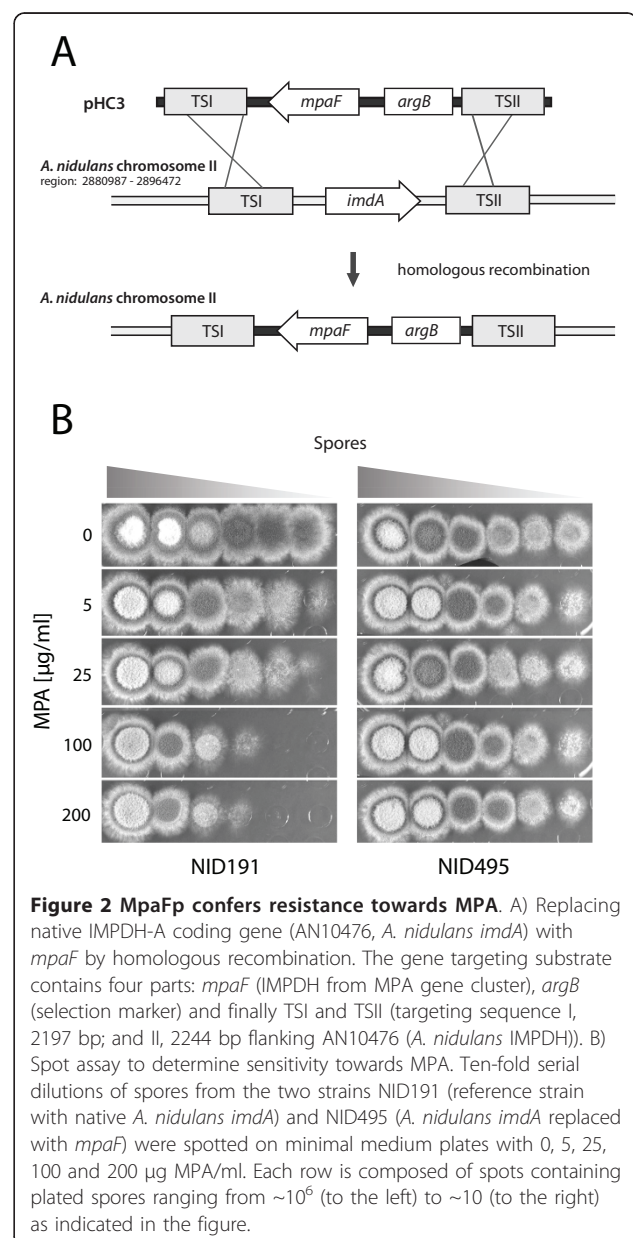 A
pHC3
TSI
mpaF
argB
TSII
A. nidulans chromosome II
region: 2880987 - 2896472
TSI
imdA
TSII
homologous recombination
A. nidulans chromosome II
TSI
mpaF
argB
TSII
B
Spores
MPA [µg/ml]
0
5
25
100
200
NID191
NID495
Figure 2 MpaFp confers resistance towards MPA. A) Replacing
native IMPDH-A coding gene (AN10476, A. nidulans imdA) with
mpaF by homologous recombination. The gene targeting substrate
contains four parts: mpaF (IMPDH from MPA gene cluster), argB
(selection marker) and finally TSI and TSII (targeting sequence I,
2197 bp; and II, 2244 bp flanking AN10476 (A. nidulans IMPDH)). B)
Spot assay to determine sensitivity towards MPA. Ten-fold serial
dilutions of spores from the two strains NID191 (reference strain
with native A. nidulans imdA) and NID495 (A. nidulans imdA replaced
with mpaF) were spotted on minimal medium plates with 0, 5, 25,
100 and 200 µg MPA/ml. Each row is composed of spots containing
plated spores ranging from ~10⁶ (to the left) to ~10 (to the right)
as indicated in the figure.